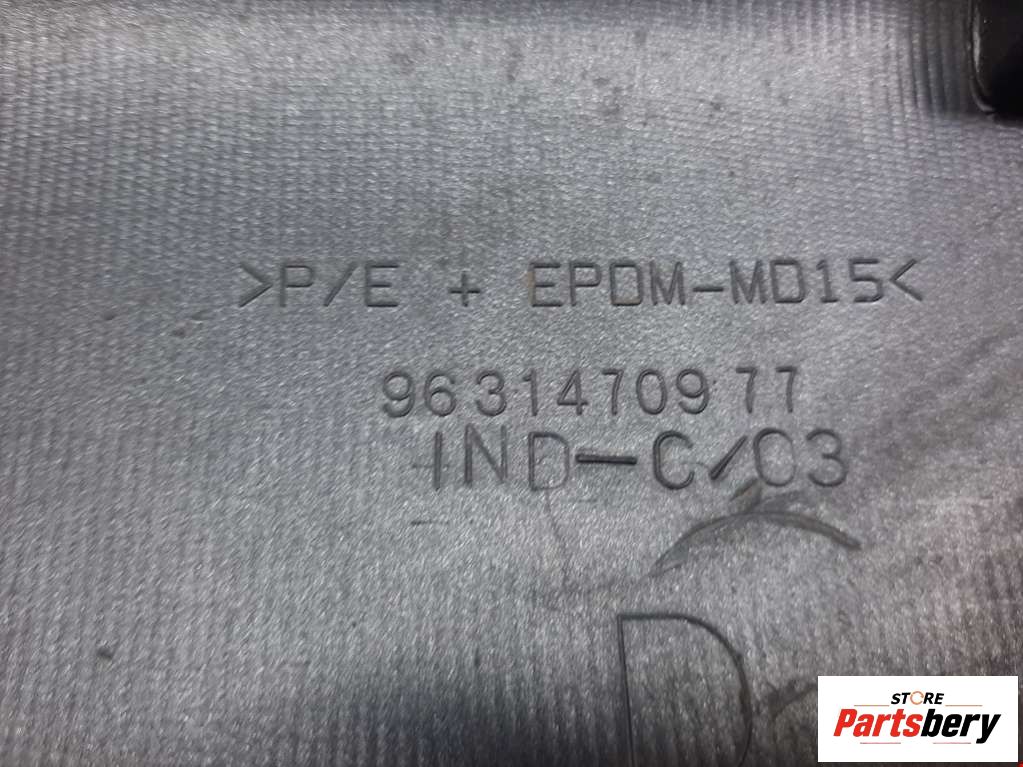 >P/E + EPDM-MD15<
9631470977
IND-C/03
D
STORE
Partsbery